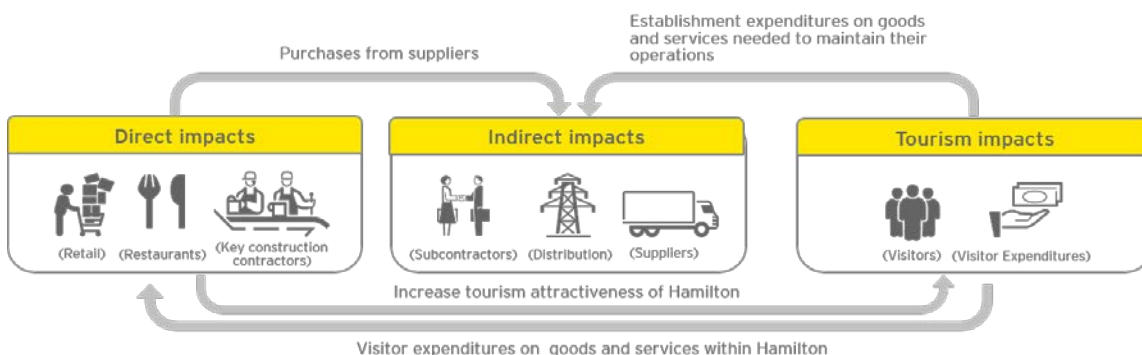 Establishment expenditures on goods
and services needed to maintain their
operations
Purchases from suppliers
Direct impacts
Indirect impacts
Tourism impacts
(Retail)
(Restaurants)
(Key construction
contractors)
(Subcontractors)
(Distribution)
(Suppliers)
(Visitors)
(Visitor Expenditures)
Increase tourism attractiveness of Hamilton
Visitor expenditures on goods and services within Hamilton